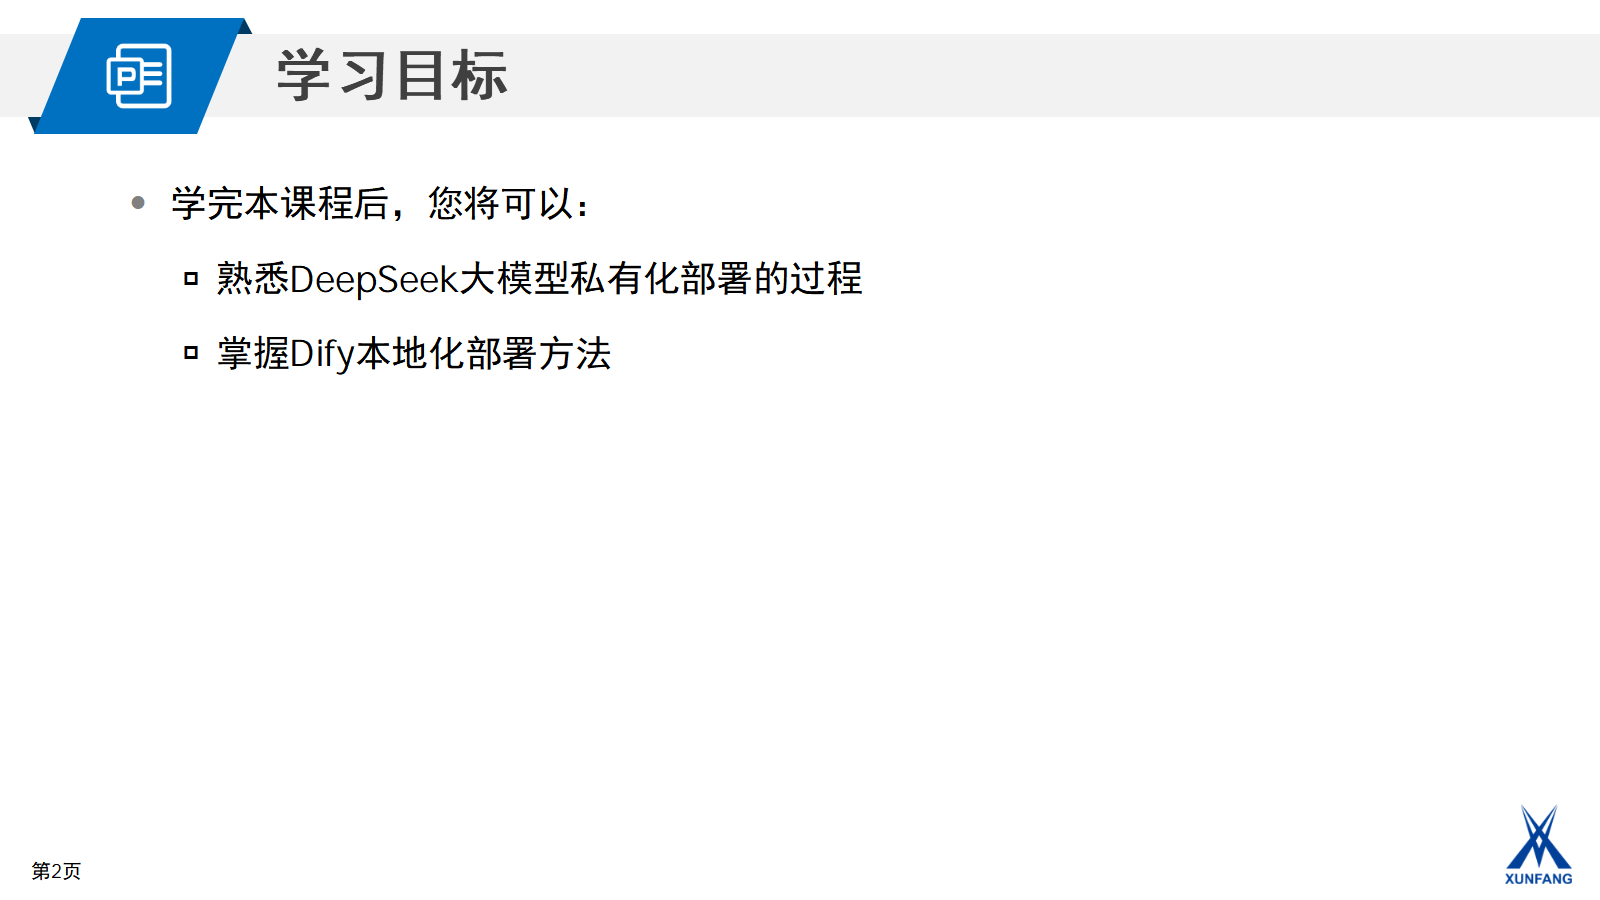 学习目标
学完本课程后，您将可以：
熟悉DeepSeek大模型私有化部署的过程
掌握Dify本地化部署方法
第2页
XUNFANG